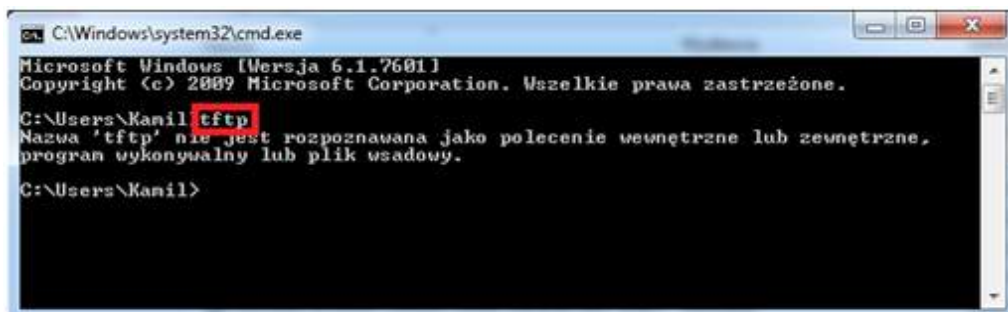 C:\Windows\system32\cmd.exe
Microsoft Windows [Wersja 6.1.7601]
Copyright (c) 2009 Microsoft Corporation. Wszelkie prawa zastrzeżone.
C:\Users\Kamil>tftp
Nazwa 'tftp' nie jest rozpoznawana jako polecenie wewnętrzne lub zewnętrzne,
program wykonywalny lub plik wsadowy.
C:\Users\Kamil>